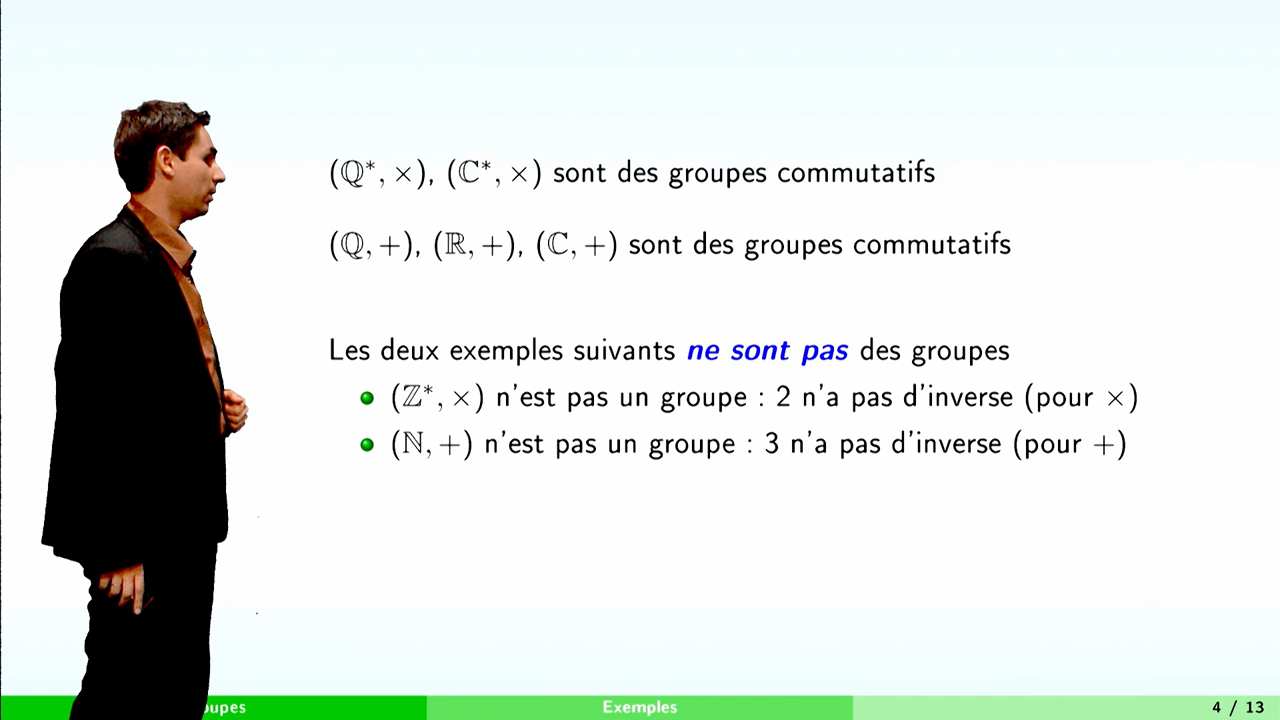 (ℚ*, ×), (ℂ*, ×) sont des groupes commutatifs
(ℚ, +), (ℝ, +), (ℂ, +) sont des groupes commutatifs
Les deux exemples suivants ne sont pas des groupes
(ℤ*, ×) n'est pas un groupe : 2 n'a pas d'inverse (pour ×)
(ℕ, +) n'est pas un groupe : 3 n'a pas d'inverse (pour +)
Exemples
4 / 13